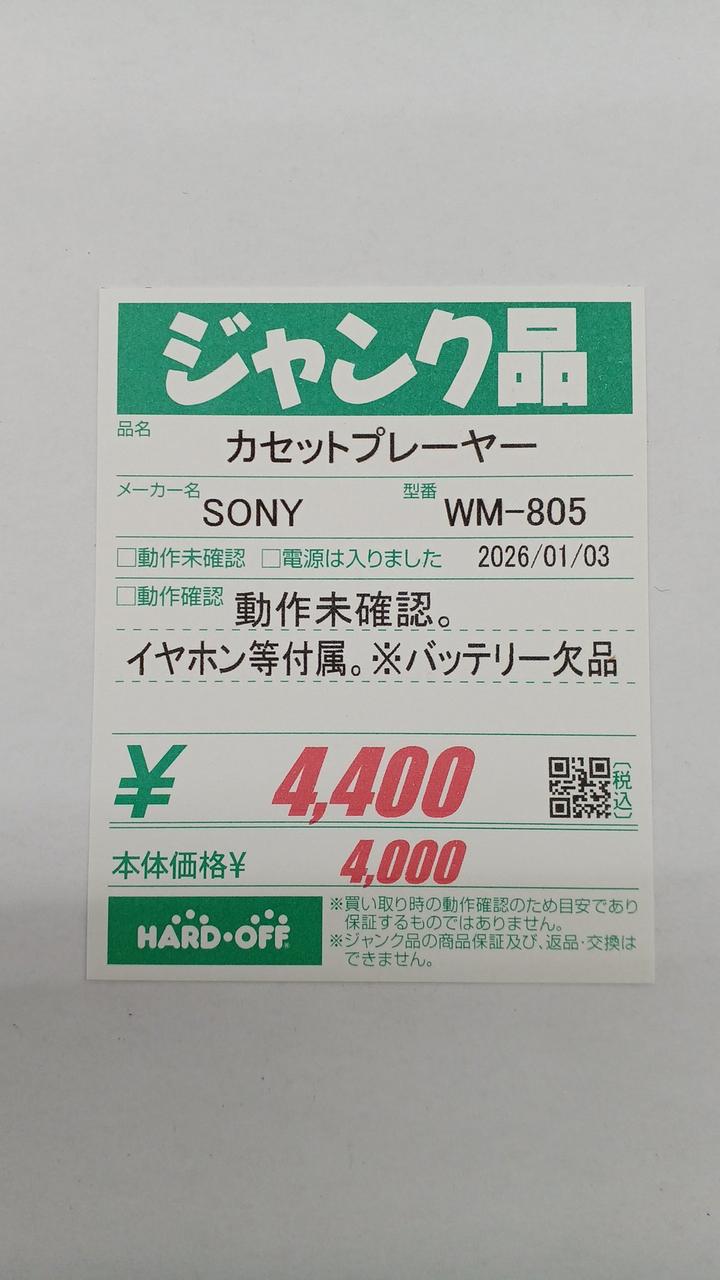 ジャンク品
品名
カセットプレーヤー
メーカー名 SONY 型番 WM-805
□動作未確認 □電源は入りました 2026/01/03
□動作確認 動作未確認。
イヤホン等付属。※バッテリー欠品
¥ 4,400 〔税込〕
本体価格¥ 4,000
HARD・OFF
※買い取り時の動作確認のため目安であり
保証するものではありません。
※ジャンク品の商品保証及び、返品・交換は
できません。